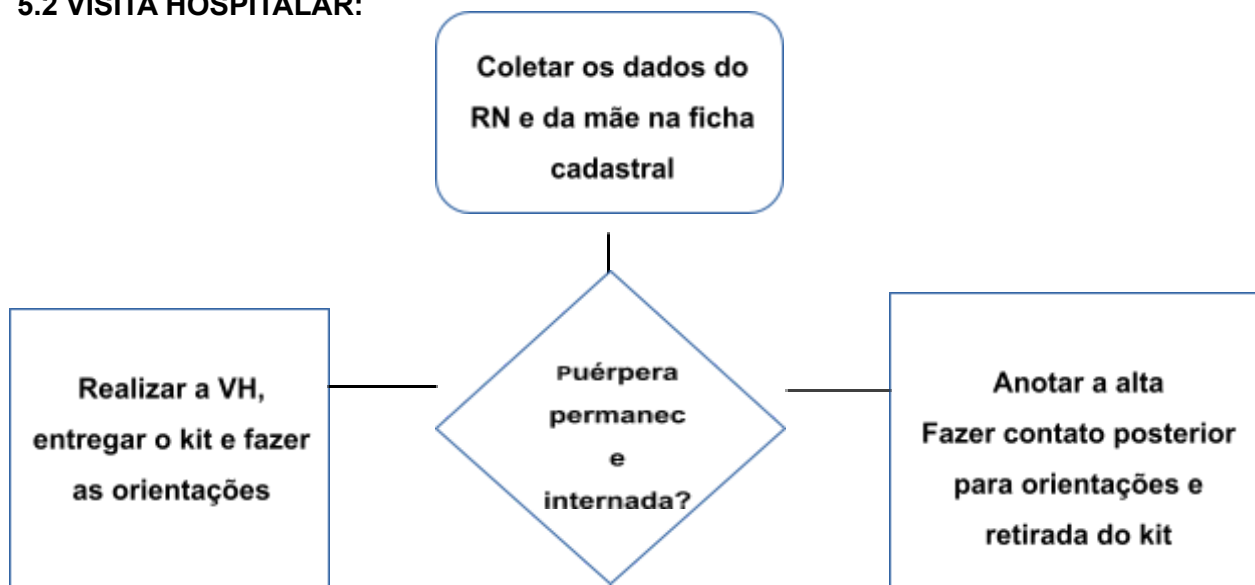 5.2 VISITA HOSPITALAR:
Coletar os dados do
RN e da mãe na ficha
cadastral
Realizar a VH,
entregar o kit e fazer
as orientações
Puérpera
permanec
e
internada?
Anotar a alta
Fazer contato posterior
para orientações e
retirada do kit